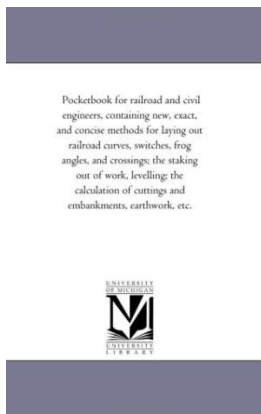 Pocketbook for railroad and civil
engineers, containing new, exact,
and concise methods for laying out
railroad curves, switches, frog
angles, and crossings; the staking
out of work, levelling; the
calculation of cuttings and
embankments, earthwork, etc.
UNIVERSITY
OF MICHIGAN
UNIVERSITY
LIBRARY